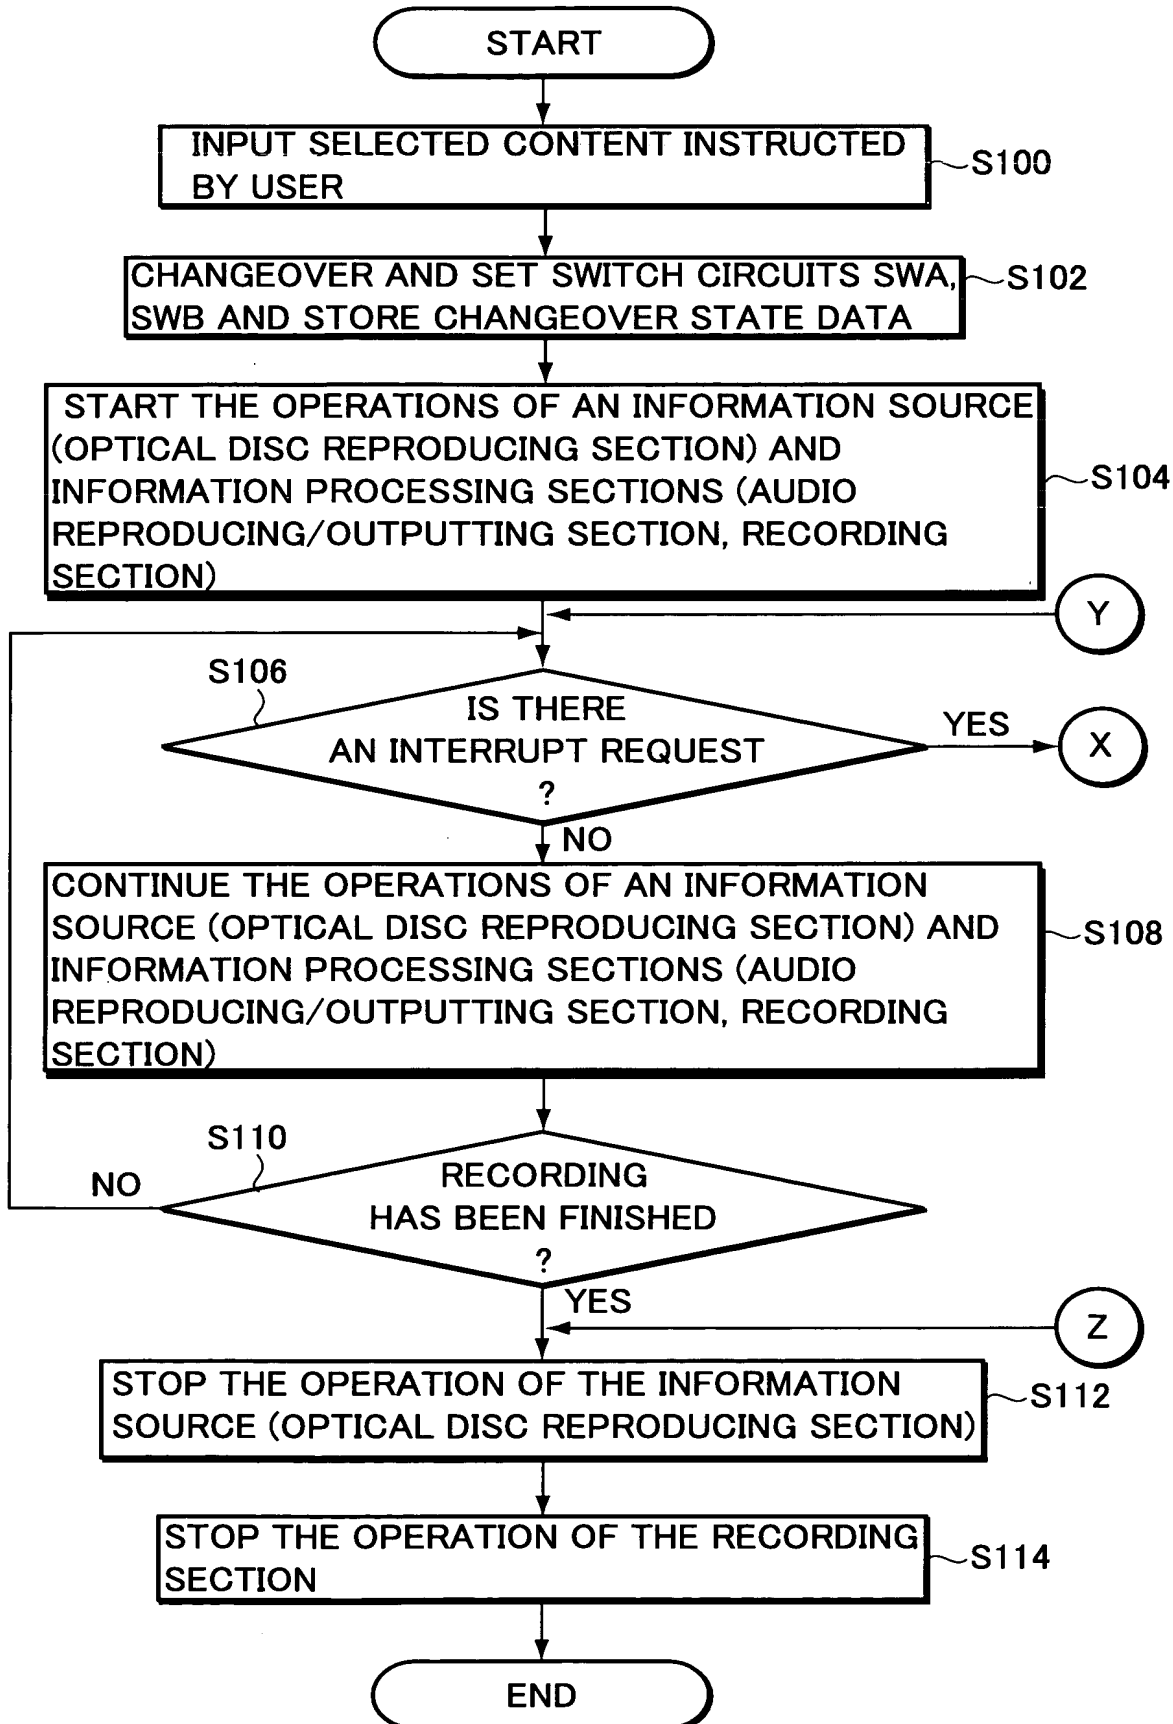 START
INPUT SELECTED CONTENT INSTRUCTED
BY USER
S100
CHANGEOVER AND SET SWITCH CIRCUITS SWA,
SWB AND STORE CHANGEOVER STATE DATA
S102
START THE OPERATIONS OF AN INFORMATION SOURCE
(OPTICAL DISC REPRODUCING SECTION) AND
INFORMATION PROCESSING SECTIONS (AUDIO
REPRODUCING/OUTPUTTING SECTION, RECORDING
SECTION)
S104
Y
S106
IS THERE
AN INTERRUPT REQUEST
?
YES
X
NO
CONTINUE THE OPERATIONS OF AN INFORMATION
SOURCE (OPTICAL DISC REPRODUCING SECTION) AND
INFORMATION PROCESSING SECTIONS (AUDIO
REPRODUCING/OUTPUTTING SECTION, RECORDING
SECTION)
S108
S110
NO
RECORDING
HAS BEEN FINISHED
?
YES
Z
STOP THE OPERATION OF THE INFORMATION
SOURCE (OPTICAL DISC REPRODUCING SECTION)
S112
STOP THE OPERATION OF THE RECORDING
SECTION
S114
END